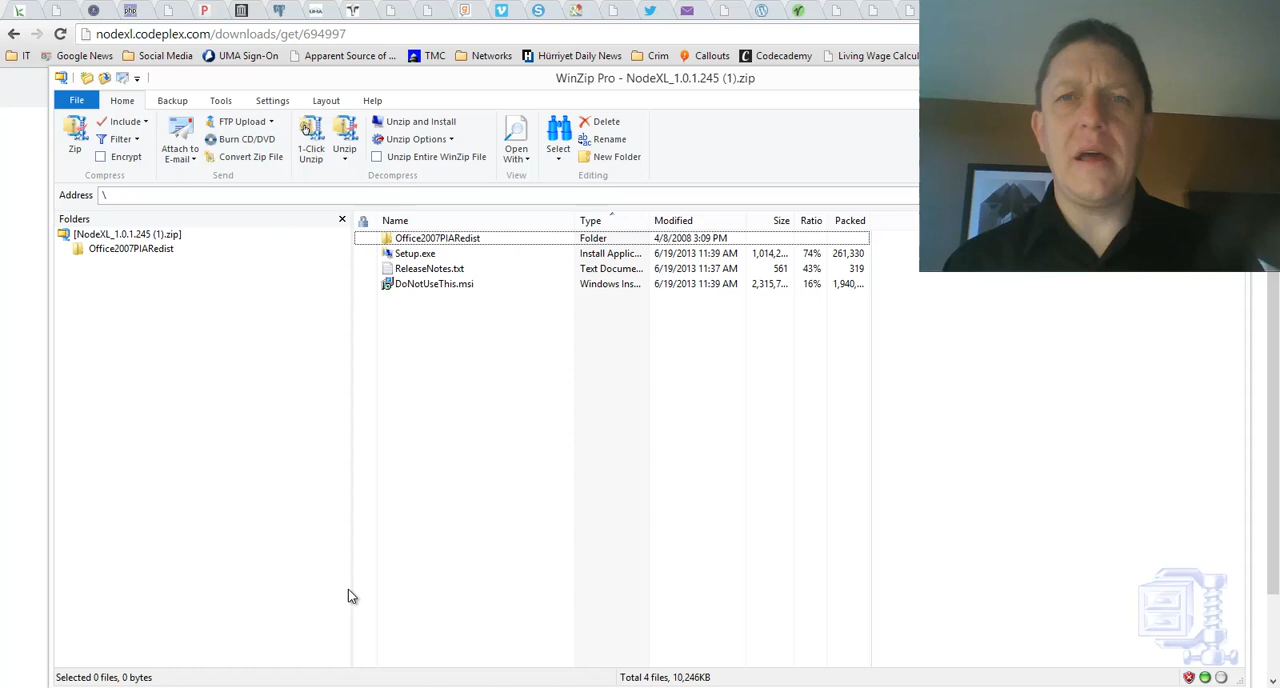 nodexl.codeplex.com/downloads/get/694997
IT Google News Social Media UMA Sign-On Apparent Source of ... TMC Networks Hürriyet Daily News Crim Callouts Codecademy Living Wage Calcul
WinZip Pro - NodeXL_1.0.1.245 (1).zip
File Home Backup Tools Settings Layout Help
Include FTP Upload Unzip and Install Delete
Filter Burn CD/DVD Unzip Options Rename
Zip Attach to 1-Click Unzip Open Select
Encrypt E-mail Convert Zip File Unzip With Unzip Entire WinZip File New Folder
Compress Send Decompress View Editing
Address \
Folders
Name Type Modified Size Ratio Packed
[NodeXL_1.0.1.245 (1).zip]
Office2007PIARedist
Office2007PIARedist Folder 4/8/2008 3:09 PM
Setup.exe Install Applic... 6/19/2013 11:39 AM 1,014,2... 74% 261,330
ReleaseNotes.txt Text Docume... 6/19/2013 11:37 AM 561 43% 319
DoNotUseThis.msi Windows Ins... 6/19/2013 11:39 AM 2,315,7... 16% 1,940,...
Selected 0 files, 0 bytes Total 4 files, 10,246KB